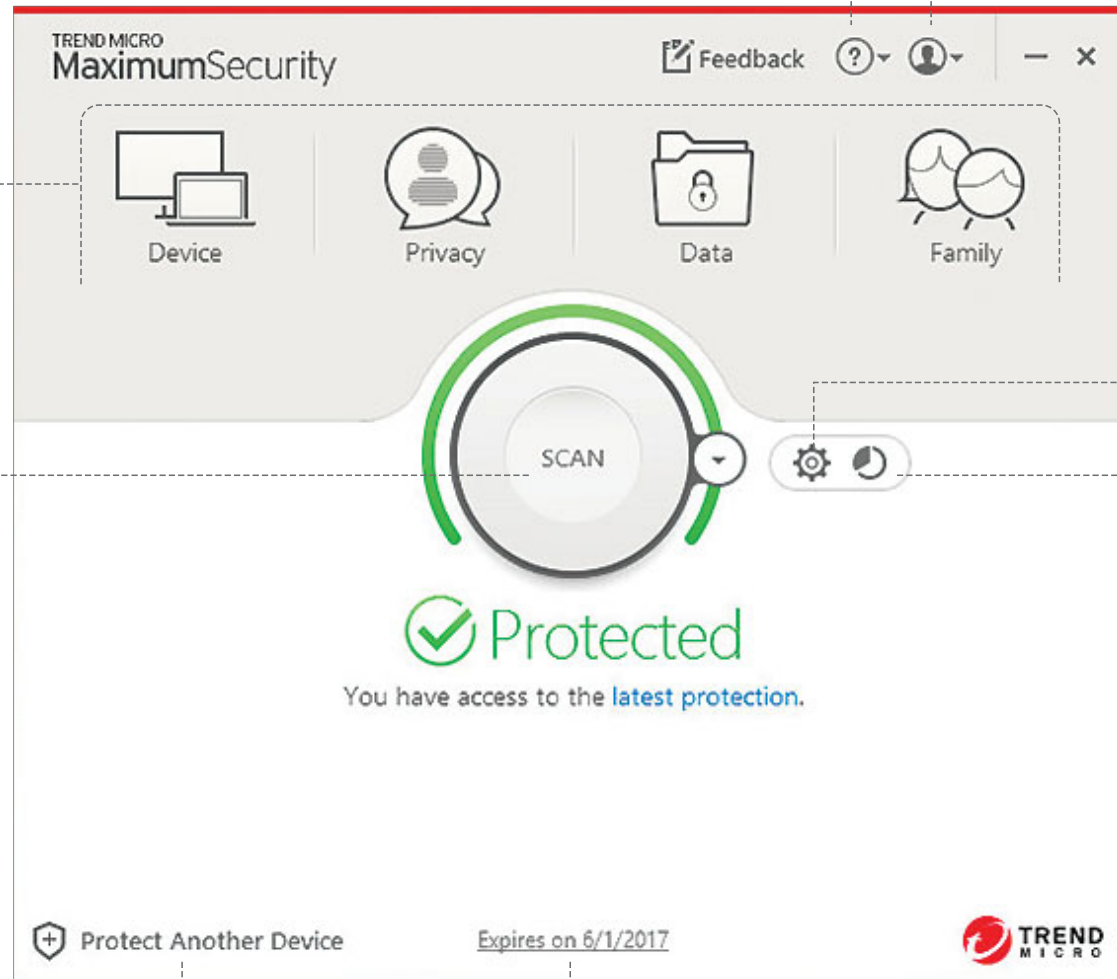 TREND MICRO
MaximumSecurity
Feedback
?
Device
Privacy
Data
Family
SCAN
Protected
You have access to the latest protection.
Protect Another Device
Expires on 6/1/2017
TREND
MICRO